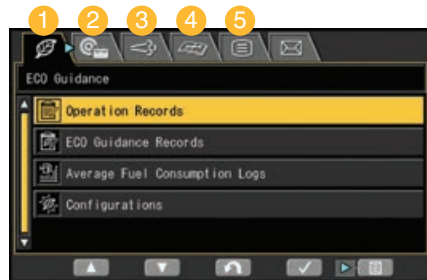 1 2 3 4 5
ECO Guidance
Operation Records
ECO Guidance Records
Average Fuel Consumption Logs
Configurations